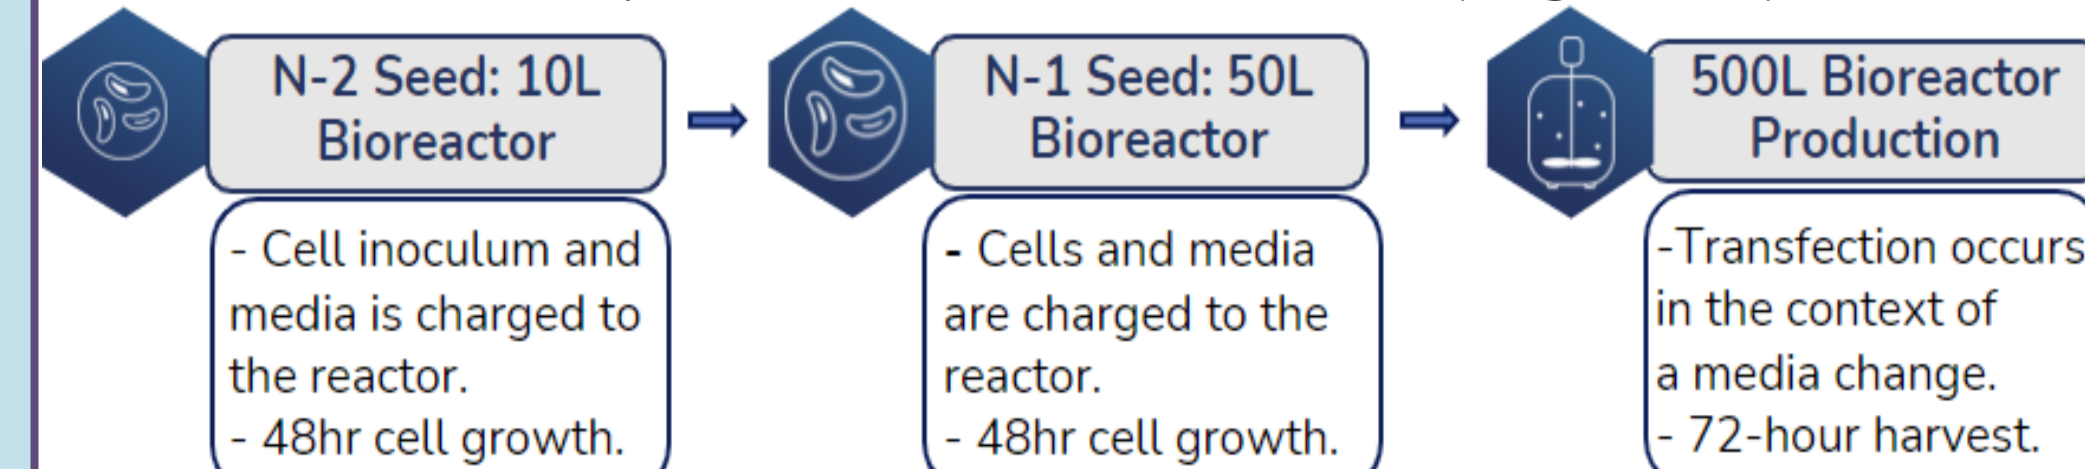 N-2 Seed: 10L
Bioreactor
- Cell inoculum and
media is charged to
the reactor.
- 48hr cell growth.
N-1 Seed: 50L
Bioreactor
- Cells and media
are charged to the
reactor.
- 48hr cell growth.
500L Bioreactor
Production
-Transfection occurs
in the context of
a media change.
- 72-hour harvest.